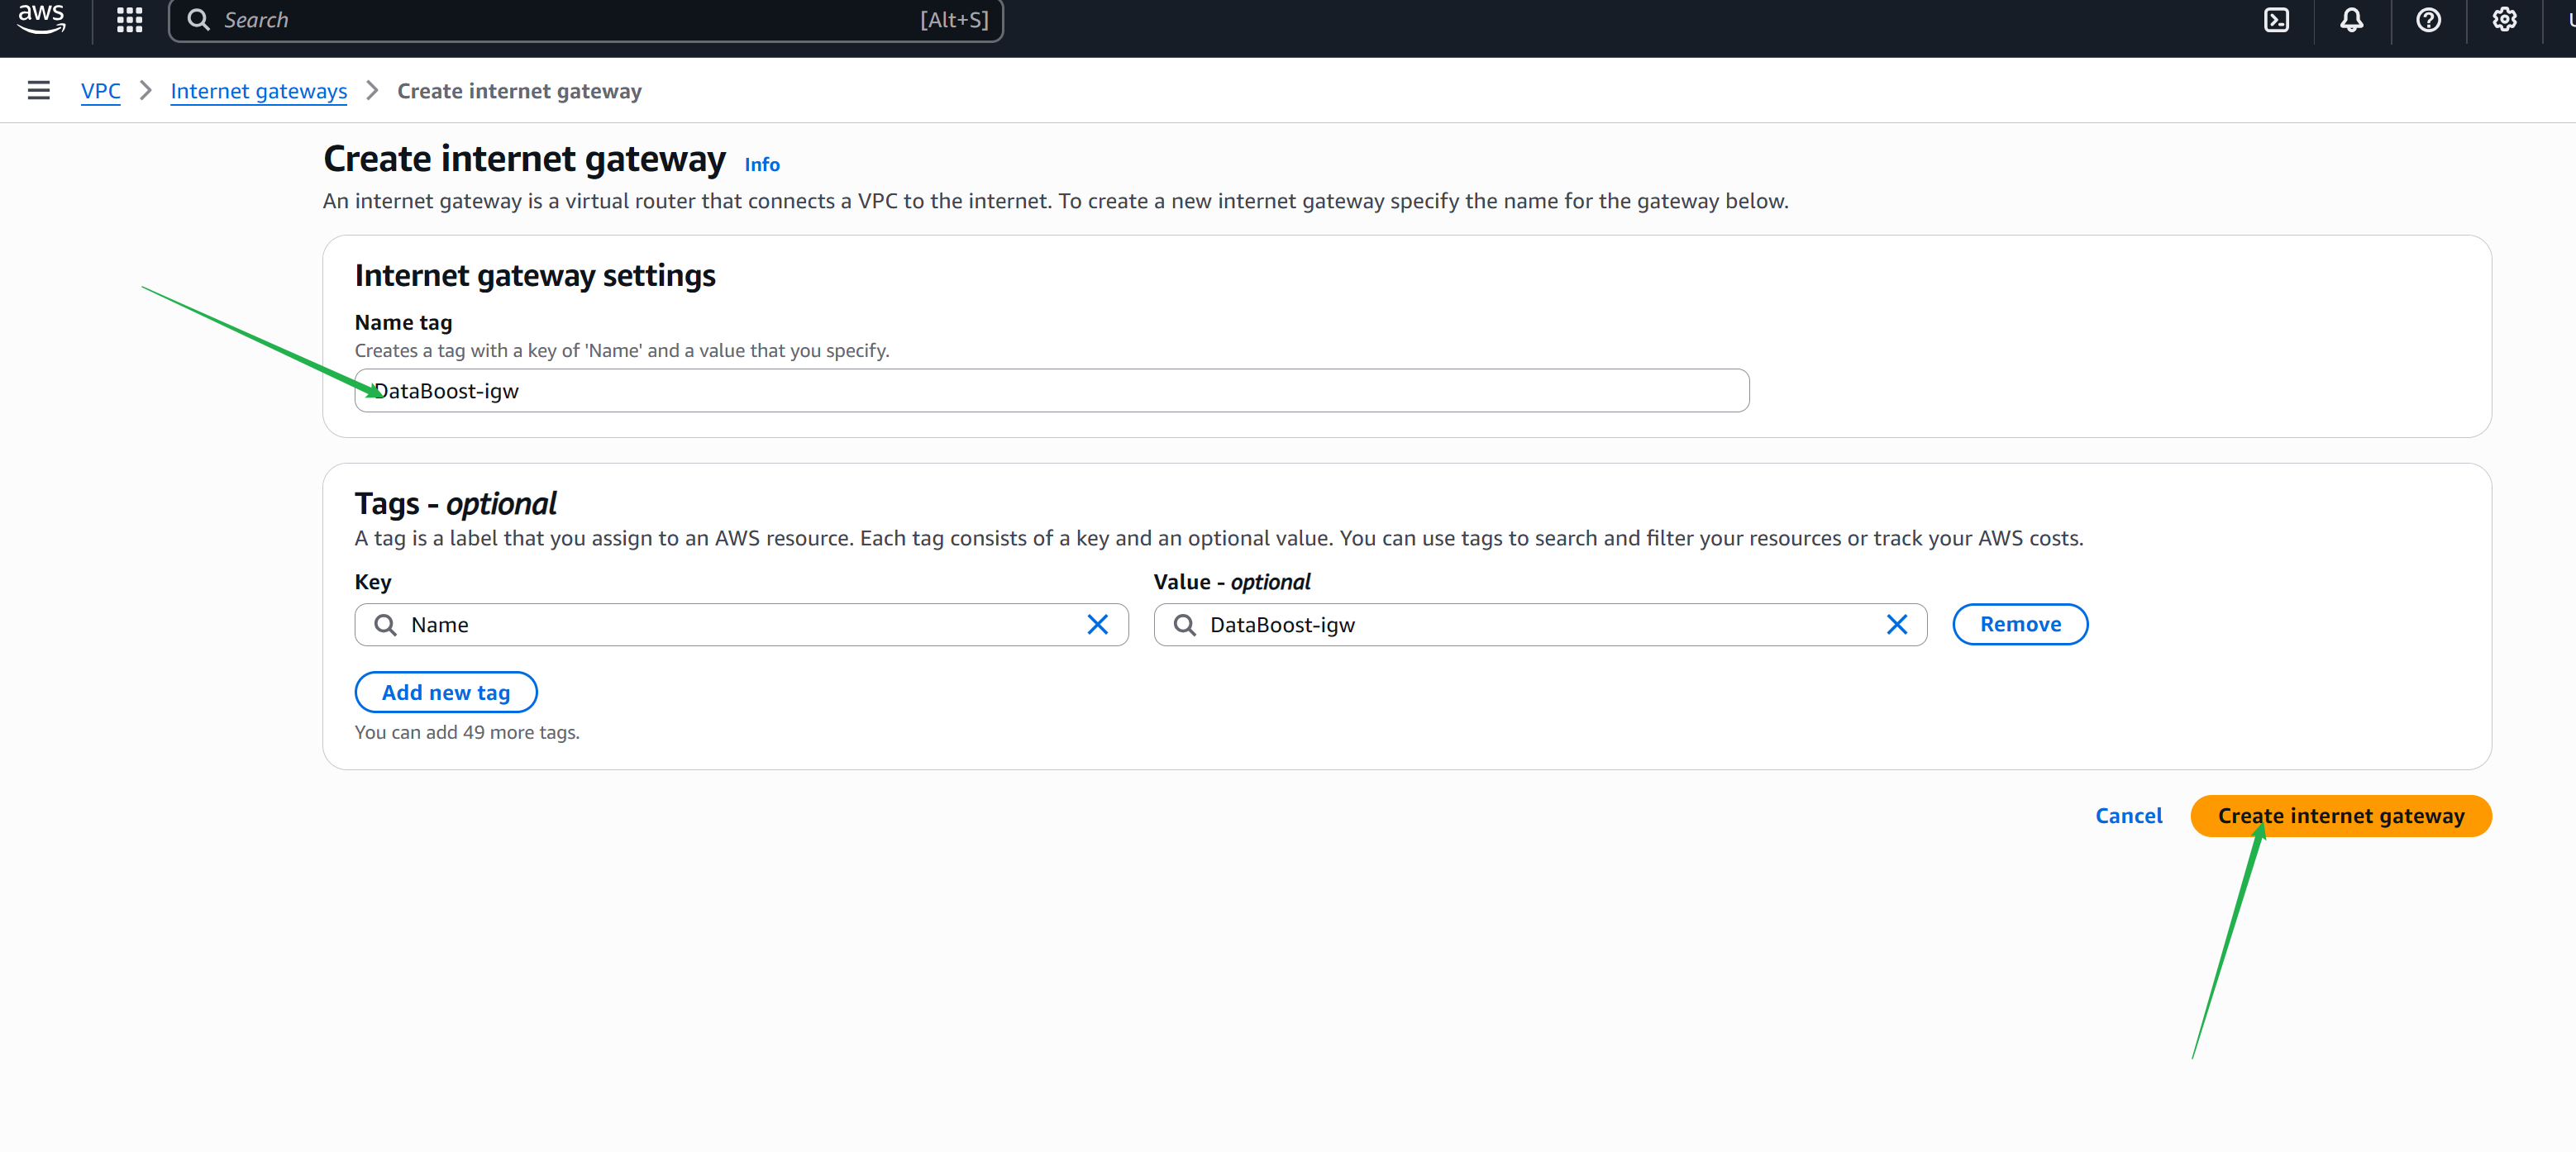 aws
Search [Alt+S]
VPC Internet gateways Create internet gateway
Create internet gateway Info
An internet gateway is a virtual router that connects a VPC to the internet. To create a new internet gateway specify the name for the gateway below.
Internet gateway settings
Name tag
Creates a tag with a key of 'Name' and a value that you specify.
DataBoost-igw
Tags - optional
A tag is a label that you assign to an AWS resource. Each tag consists of a key and an optional value. You can use tags to search and filter your resources or track your AWS costs.
Key Value - optional
Name DataBoost-igw Remove
Add new tag
You can add 49 more tags.
Cancel Create internet gateway